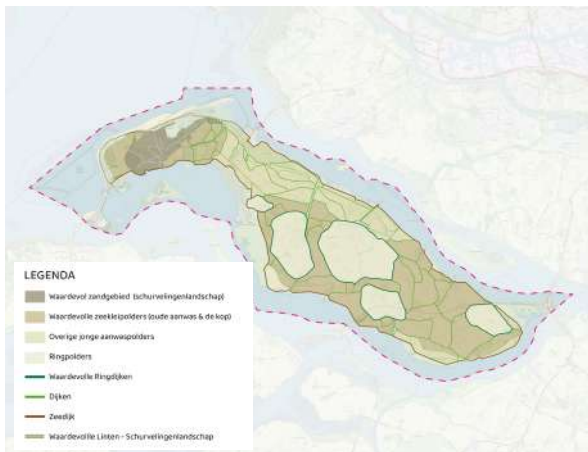 LEGENDA
Waardevol zandgebied (schurvelingenlandschap)
Waardevolle zeekleipolders (oude aanwas & de kop)
Overige jonge aanwaspolders
Ringpolders
Waardevolle Ringdijken
Dijken
Zeedijk
Waardevollle Linten - Schurvelingenlandschap